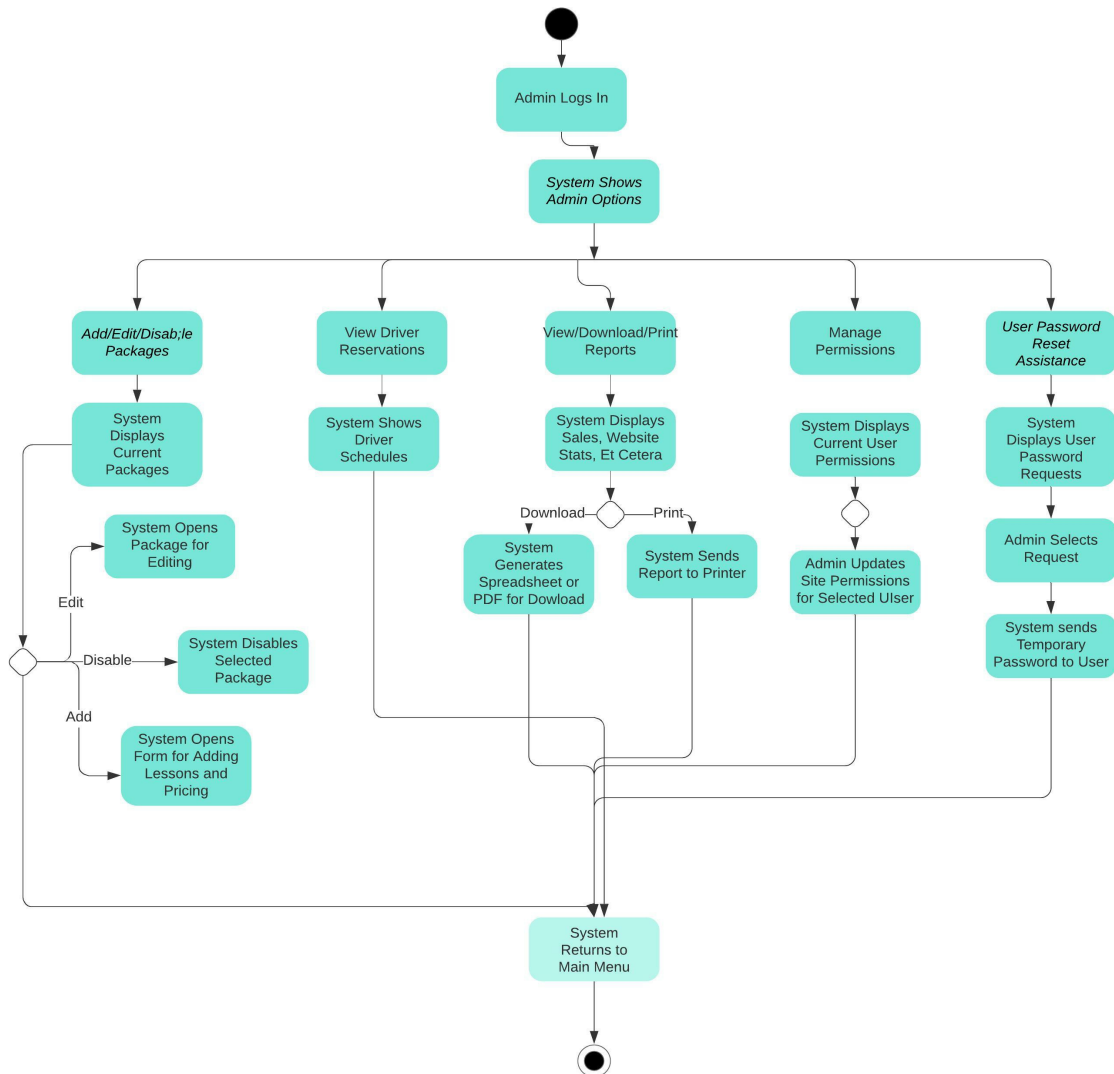 Admin Logs In
System Shows
Admin Options
Add/Edit/Disab;le
Packages
View Driver
Reservations
View/Download/Print
Reports
Manage
Permissions
User Password
Reset
Assistance
System
Displays
Current
Packages
System Shows
Driver
Schedules
System Displays
Sales, Website
Stats, Et Cetera
System Displays
Current User
Permissions
System
Displays User
Password
Requests
Download
Print
System Opens
Package for
Editing
System
Generates
Spreadsheet or
PDF for Dowload
System Sends
Report to Printer
Admin Updates
Site Permissions
for Selected UIser
Admin Selects
Request
Edit
Disable
System Disables
Selected
Package
System sends
Temporary
Password to User
Add
System Opens
Form for Adding
Lessons and
Pricing
System
Returns to
Main Menu